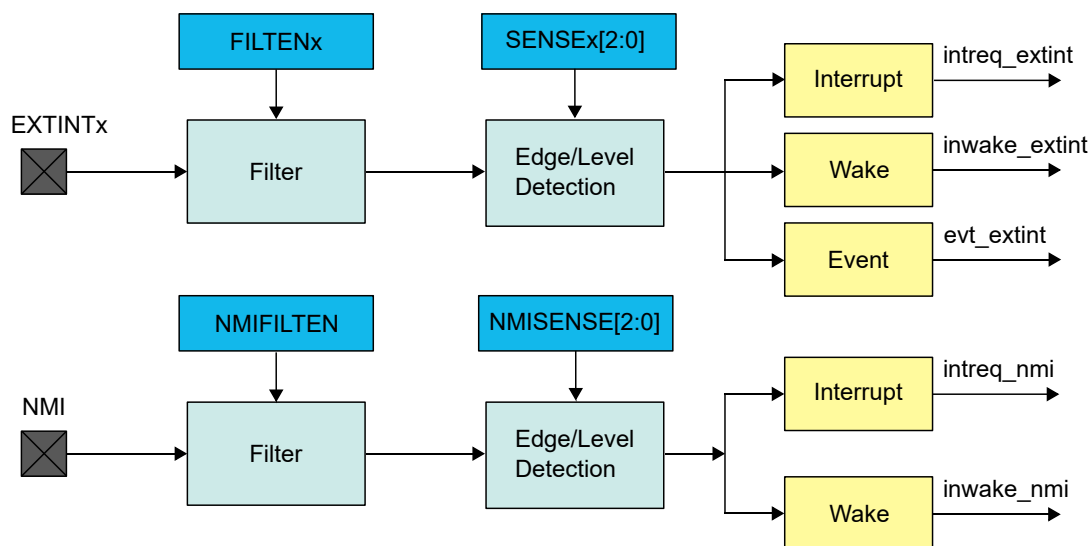 FILTENx
SENSEx[2:0]
intreq_extint
Interrupt
EXTINTx
inwake_extint
Filter
Edge/Level
Detection
Wake
evt_extint
Event
NMIFILTEN
NMISENSE[2:0]
intreq_nmi
Interrupt
NMI
Filter
Edge/Level
Detection
inwake_nmi
Wake